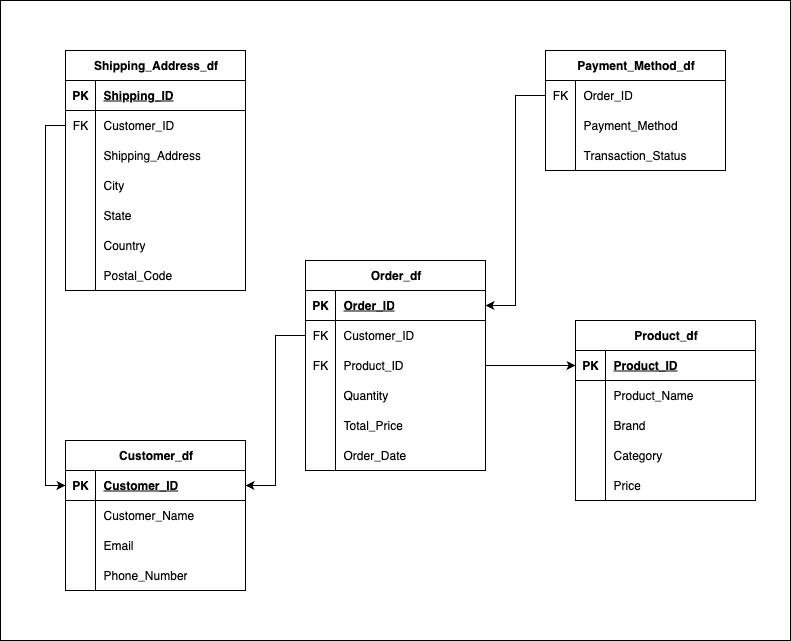 Shipping_Address_df
PK Shipping_ID
FK Customer_ID
Shipping_Address
City
State
Country
Postal_Code
Payment_Method_df
FK Order_ID
Payment_Method
Transaction_Status
Order_df
PK Order_ID
FK Customer_ID
FK Product_ID
Quantity
Total_Price
Order_Date
Product_df
PK Product_ID
Product_Name
Brand
Category
Price
Customer_df
PK Customer_ID
Customer_Name
Email
Phone_Number